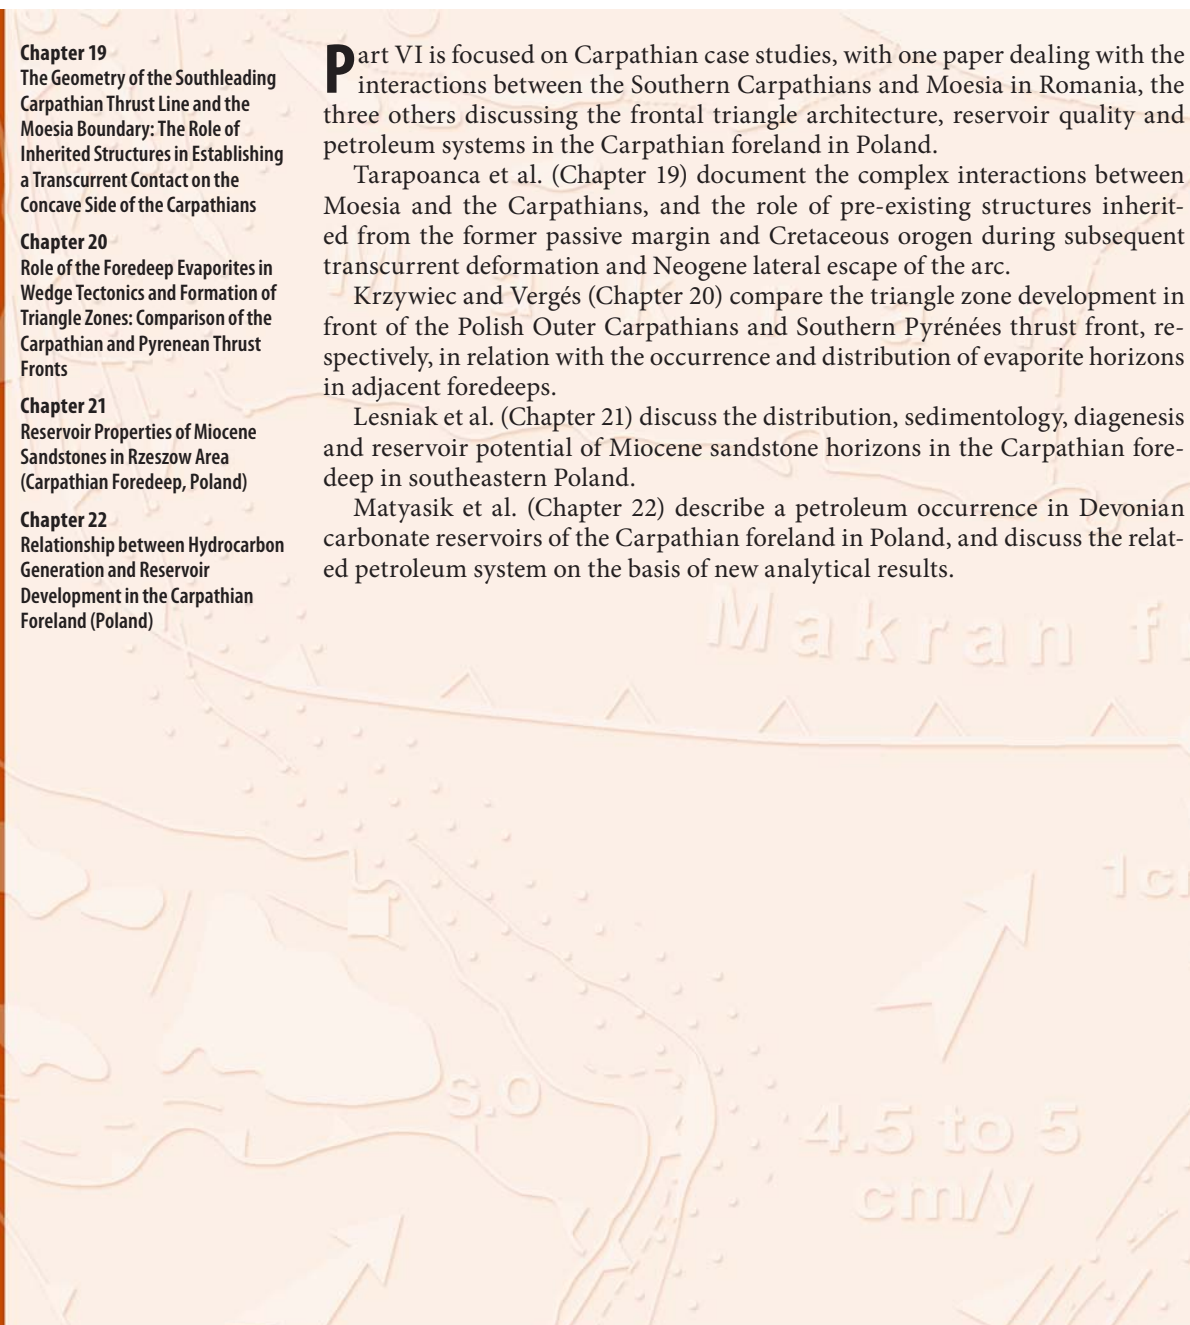 Chapter 19
The Geometry of the Southleading
Carpathian Thrust Line and the
Moesia Boundary: The Role of
Inherited Structures in Establishing
a Transcurrent Contact on the
Concave Side of the Carpathians
Chapter 20
Role of the Foredeep Evaporites in
Wedge Tectonics and Formation of
Triangle Zones: Comparison of the
Carpathian and Pyrenean Thrust
Fronts
Chapter 21
Reservoir Properties of Miocene
Sandstones in Rzeszow Area
(Carpathian Foredeep, Poland)
Chapter 22
Relationship between Hydrocarbon
Generation and Reservoir
Development in the Carpathian
Foreland (Poland)
Part VI is focused on Carpathian case studies, with one paper dealing with the
interactions between the Southern Carpathians and Moesia in Romania, the
three others discussing the frontal triangle architecture, reservoir quality and
petroleum systems in the Carpathian foreland in Poland.
Tarapoanca et al. (Chapter 19) document the complex interactions between
Moesia and the Carpathians, and the role of pre-existing structures inherit-
ed from the former passive margin and Cretaceous orogen during subsequent
transcurrent deformation and Neogene lateral escape of the arc.
Krzywiec and Vergés (Chapter 20) compare the triangle zone development in
front of the Polish Outer Carpathians and Southern Pyrénées thrust front, re-
spectively, in relation with the occurrence and distribution of evaporite horizons
in adjacent foredeeps.
Lesniak et al. (Chapter 21) discuss the distribution, sedimentology, diagenesis
and reservoir potential of Miocene sandstone horizons in the Carpathian fore-
deep in southeastern Poland.
Matyasik et al. (Chapter 22) describe a petroleum occurrence in Devonian
carbonate reservoirs of the Carpathian foreland in Poland, and discuss the relat-
ed petroleum system on the basis of new analytical results.
Makran
Makran f
1c
S.O
4.5 to 5
cm/y